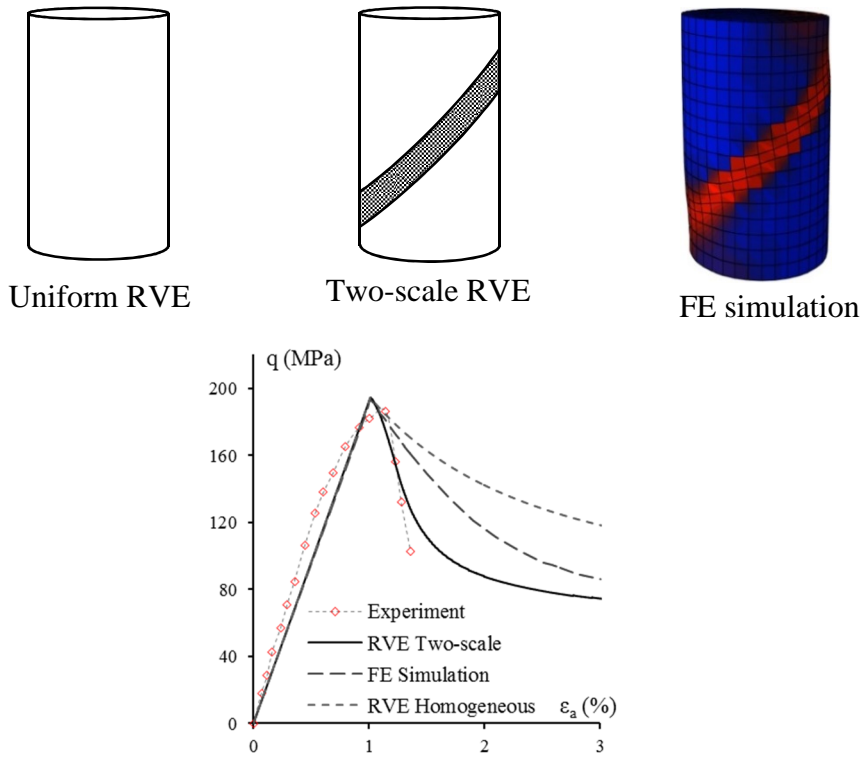 Uniform RVE
Two-scale RVE
FE simulation
q (MPa)
200
160
120
80
40
0
Experiment
RVE Two-scale
FE Simulation
RVE Homogeneous
εa (%)
0 1 2 3